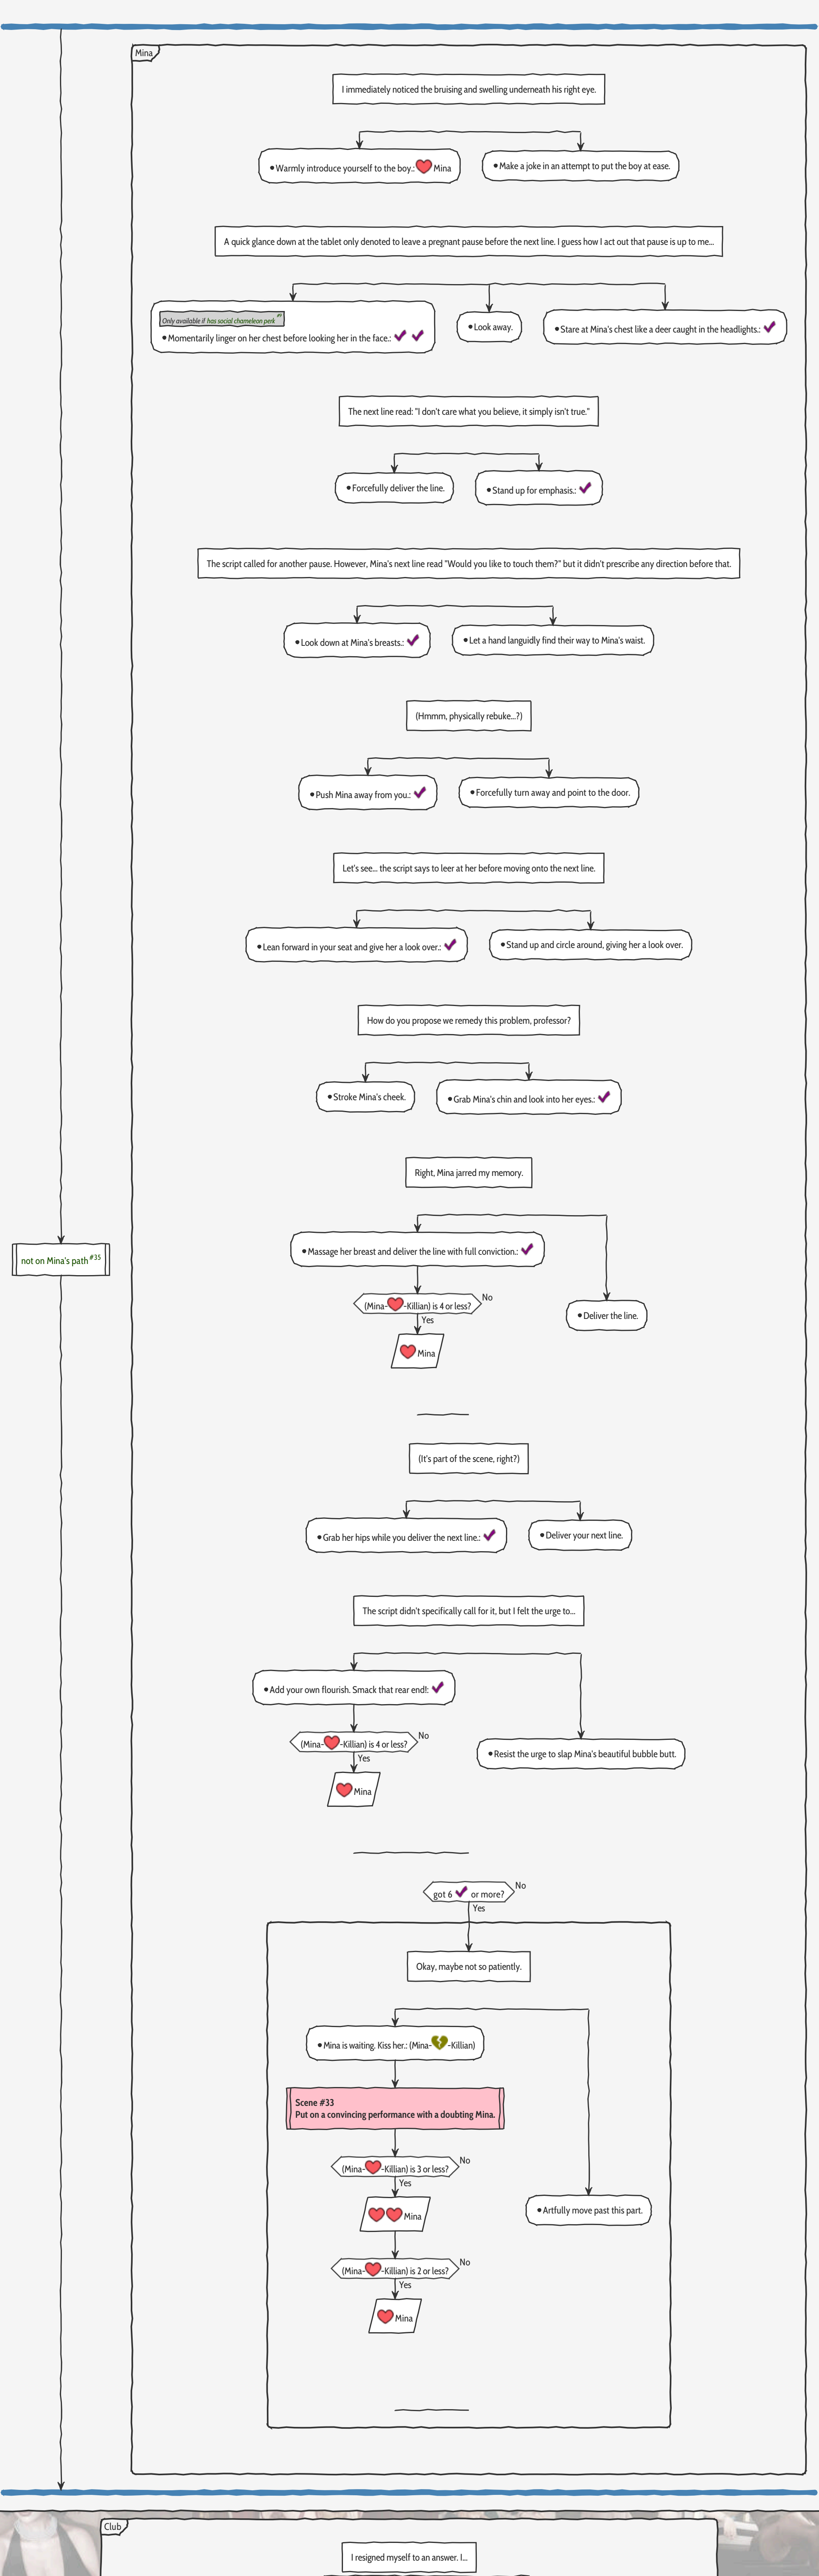 Mina
I immediately noticed the bruising and swelling underneath his right eye.
Warmly introduce yourself to the boy.: Mina
Make a joke in an attempt to put the boy at ease.
A quick glance down at the tablet only denoted to leave a pregnant pause before the next line. I guess how I act out that pause is up to me...
Only available if has social chameleon perk
Momentarily linger on her chest before looking her in the face.:
Look away.
Stare at Mina's chest like a deer caught in the headlights.:
The next line read: "I don't care what you believe, it simply isn't true."
Forcefully deliver the line.
Stand up for emphasis.:
The script called for another pause. However, Mina's next line read "Would you like to touch them?" but it didn't prescribe any direction before that.
Look down at Mina's breasts.:
Let a hand languidly find their way to Mina's waist.
(Hmmm, physically rebuke...?)
Push Mina away from you.:
Forcefully turn away and point to the door.
Let's see... the script says to leer at her before moving onto the next line.
Lean forward in your seat and give her a look over.:
Stand up and circle around, giving her a look over.
How do you propose we remedy this problem, professor?
Stroke Mina's cheek.
Grab Mina's chin and look into her eyes.:
Right, Mina jarred my memory.
not on Mina's path #35
Massage her breast and deliver the line with full conviction.:
(Mina- -Killian) is 4 or less?
No
Yes
Deliver the line.
Mina
(It's part of the scene, right?)
Grab her hips while you deliver the next line.:
Deliver your next line.
The script didn't specifically call for it, but I felt the urge to...
Add your own flourish. Smack that rear end!:
(Mina- -Killian) is 4 or less?
No
Yes
Resist the urge to slap Mina's beautiful bubble butt.
Mina
got 6 or more?
No
Yes
Okay, maybe not so patiently.
Mina is waiting. Kiss her.: (Mina- -Killian)
Scene #33
Put on a convincing performance with a doubting Mina.
(Mina- -Killian) is 3 or less?
No
Yes
Artfully move past this part.
Mina
(Mina- -Killian) is 2 or less?
No
Yes
Mina
Club
I resigned myself to an answer. I...